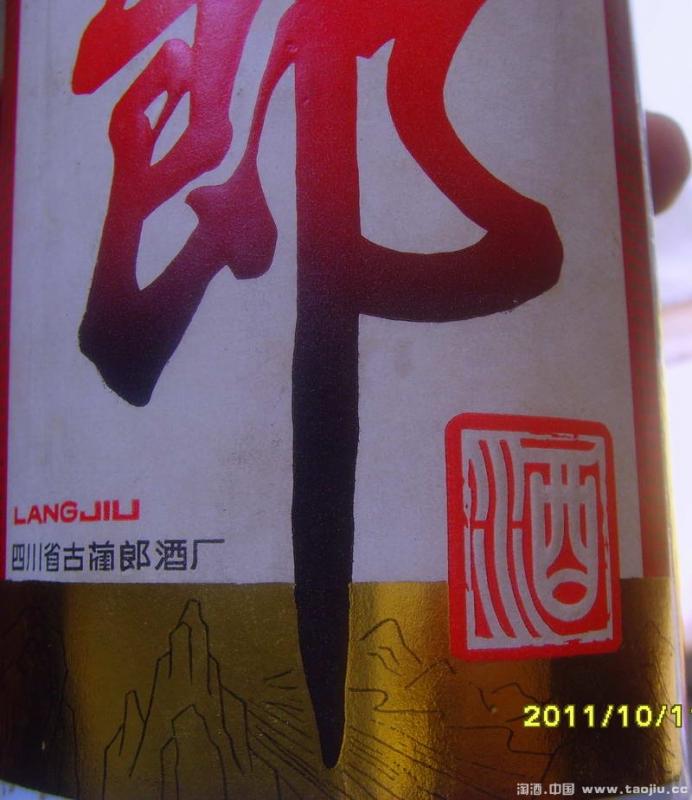 郎
酒
LANGJIU
四川省古蔺郎酒厂
2011/10/1
淘酒.中国 www.taojiu.cc